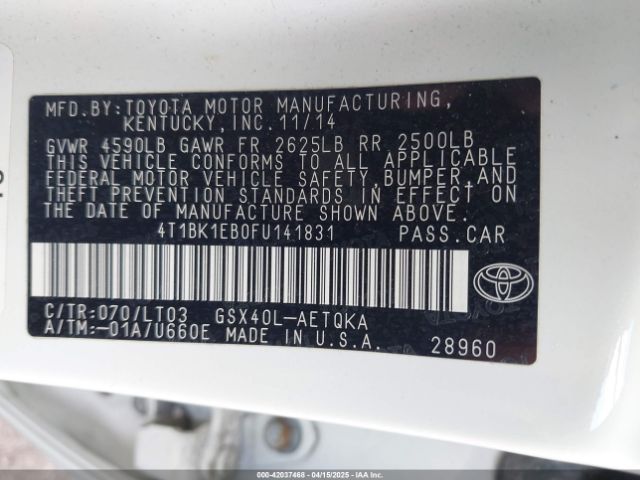 MFD.BY:TOYOTA MOTOR MANUFACTURING,
KENTUCKY,INC.11/14
GVWR 4590LB GAWR FR 2625LB RR 2500LB
THIS VEHICLE CONFORMS TO ALL APPLICABLE
FEDERAL MOTOR VEHICLE SAFETY,BUMPER,AND
THEFT PREVENTION STANDARDS IN EFFECT ON
THE DATE OF MANUFACTURE SHOWN ABOVE.
4T1BK1EB0FU141831 PASS.CAR
C/TR:070/LT03 GSX40L-AETQKA
A/TM:-01A/U660E MADE IN U.S.A.
28960
000-42037468 04/15/2025 IAAI.CA